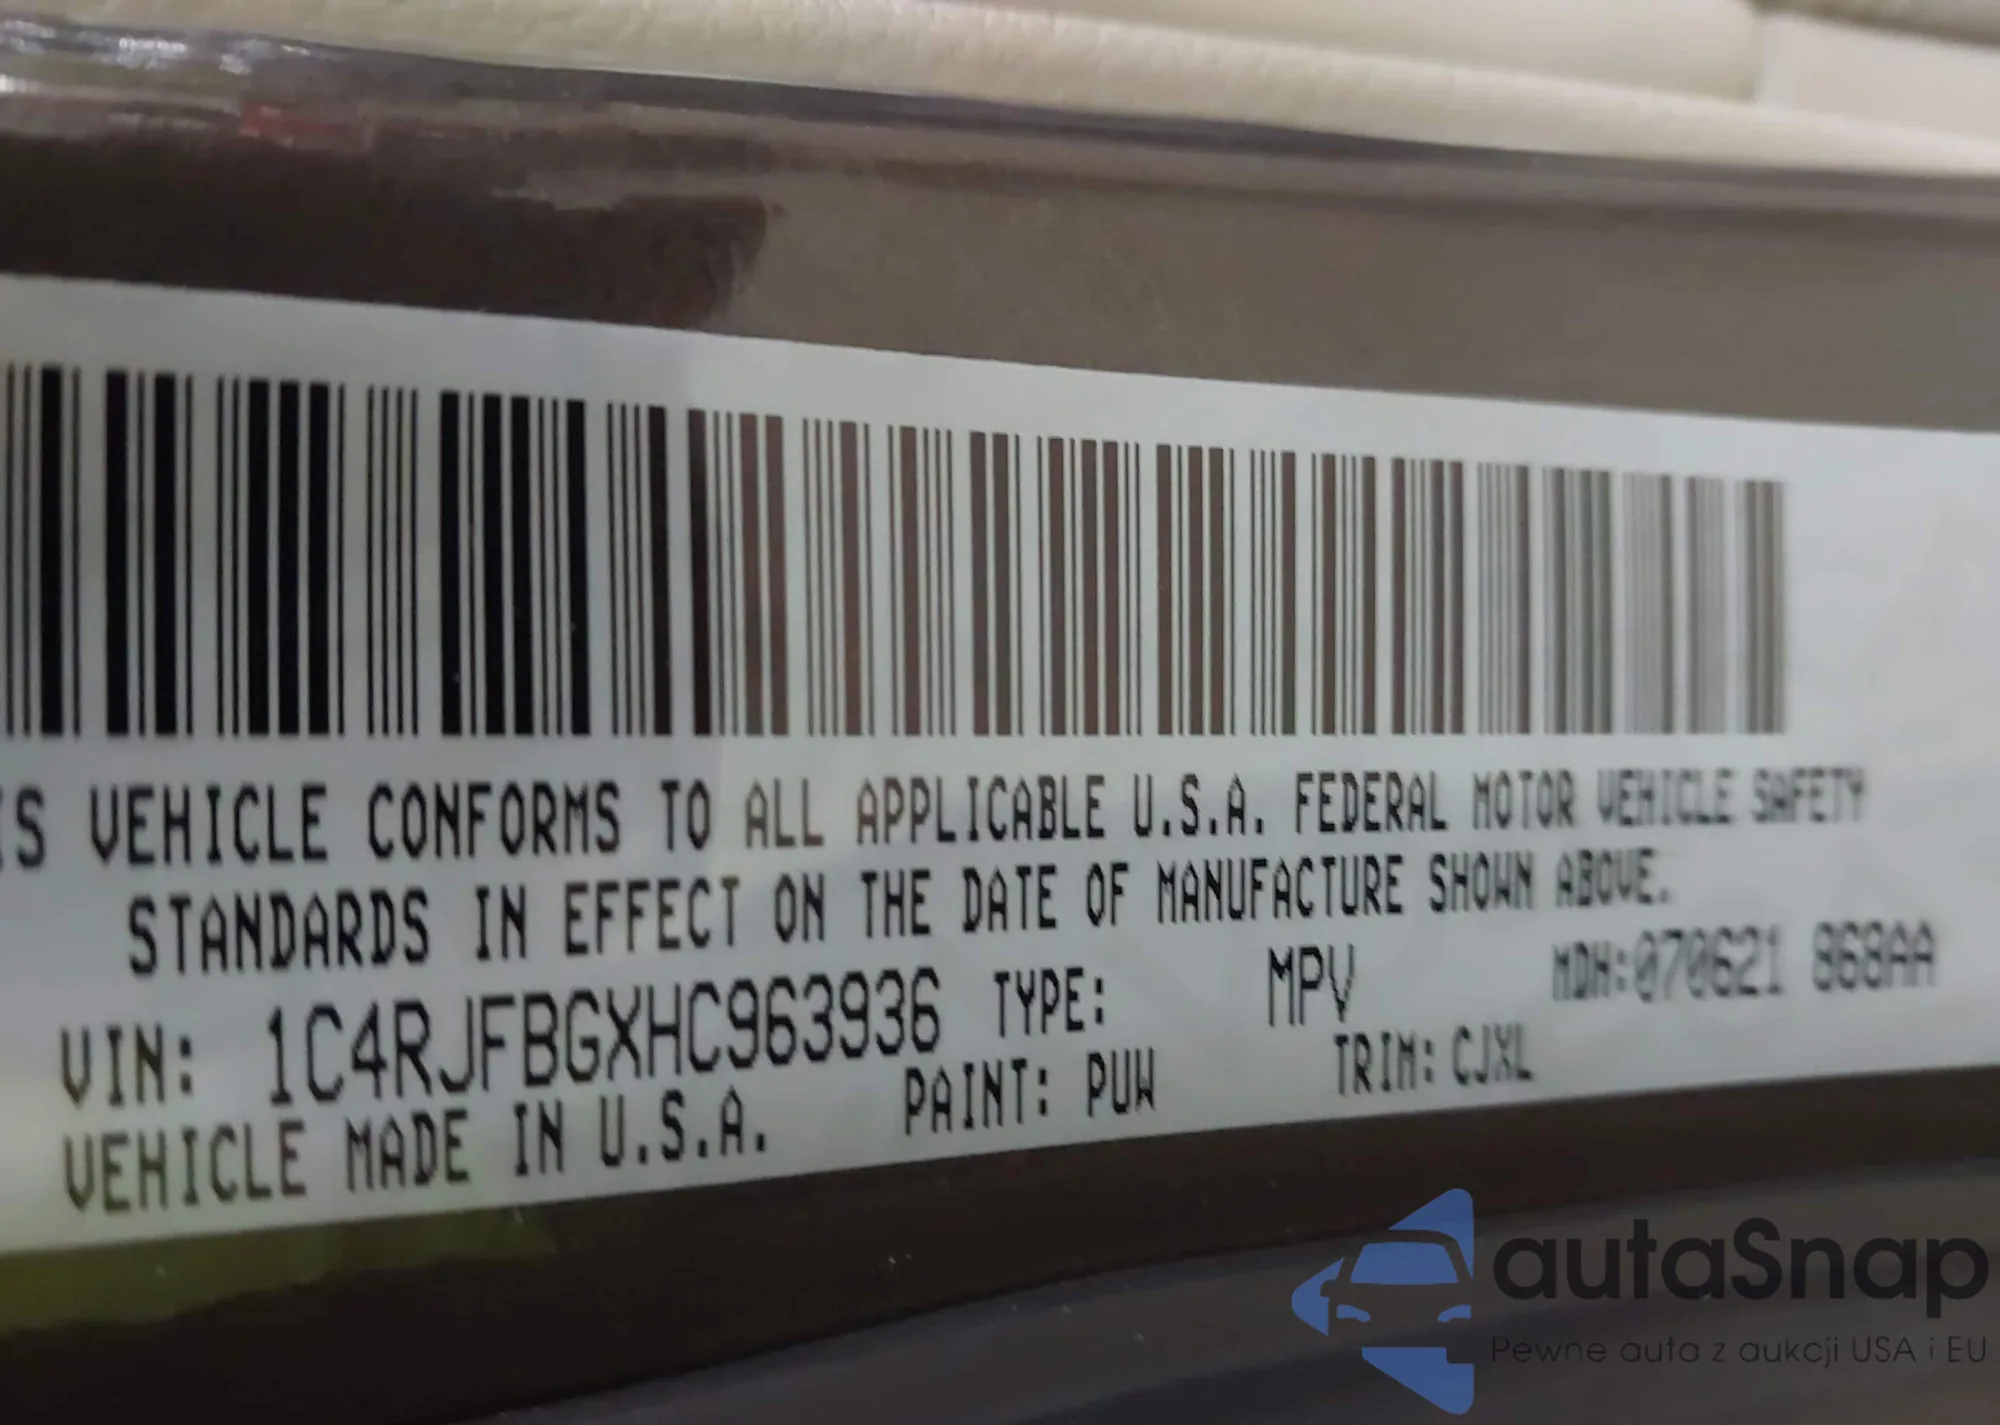 IS VEHICLE CONFORMS TO ALL APPLICABLE U.S.A. FEDERAL MOTOR VEHICLE SAFETY
STANDARDS IN EFFECT ON THE DATE OF MANUFACTURE SHOWN ABOVE.
VIN: 1C4RJFBGXHC963936 TYPE: MPV MDH:070621 868AA
VEHICLE MADE IN U.S.A. PAINT: PUW TRIM: CJXL
autaSnap
Pewne auta z aukcji USA i EU